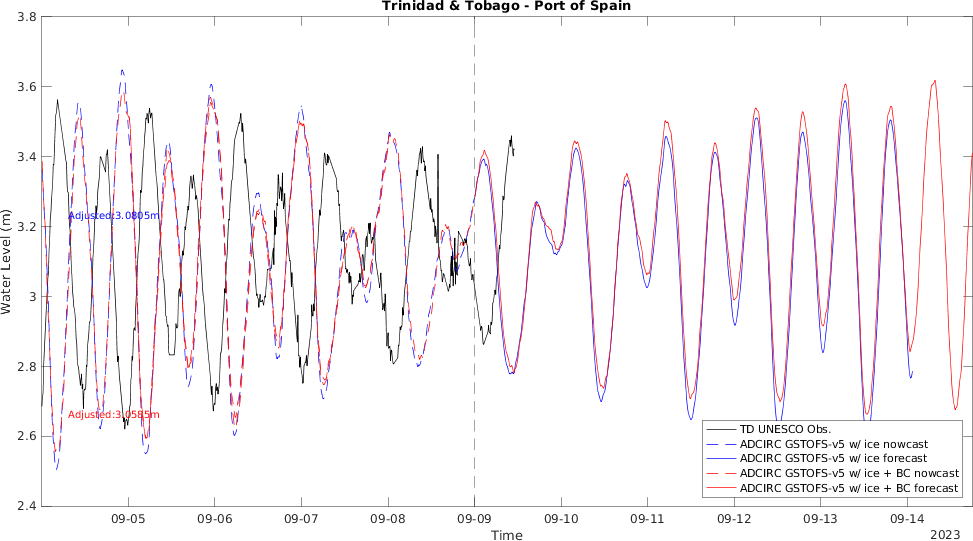 Trinidad & Tobago - Port of Spain
3.8
3.6
3.4
3.2
3
2.8
2.6
2.4
Water Level (m)
Adjusted:3.0805m
Adjusted:3.0585m
TD UNESCO Obs.
ADCIRC GSTOFS-v5 w/ ice nowcast
ADCIRC GSTOFS-v5 w/ ice forecast
ADCIRC GSTOFS-v5 w/ ice + BC nowcast
ADCIRC GSTOFS-v5 w/ ice + BC forecast
09-05 09-06 09-07 09-08 09-09 09-10 09-11 09-12 09-13 09-14
Time
2023